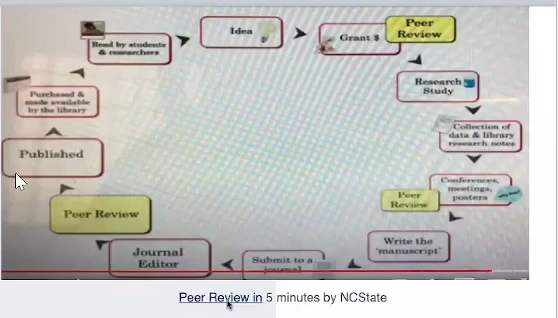 Idea
Grant $
Peer
Review
Research
Study
Collection of
data & library
research notes
Conferences,
meetings,
posters
Peer
Review
Write the
'manuscript'
Submit to a
journal
Journal
Editor
Peer Review
Published
Purchased &
made available
by the library
Read by students
& researchers
Peer Review in 5 minutes by NCState